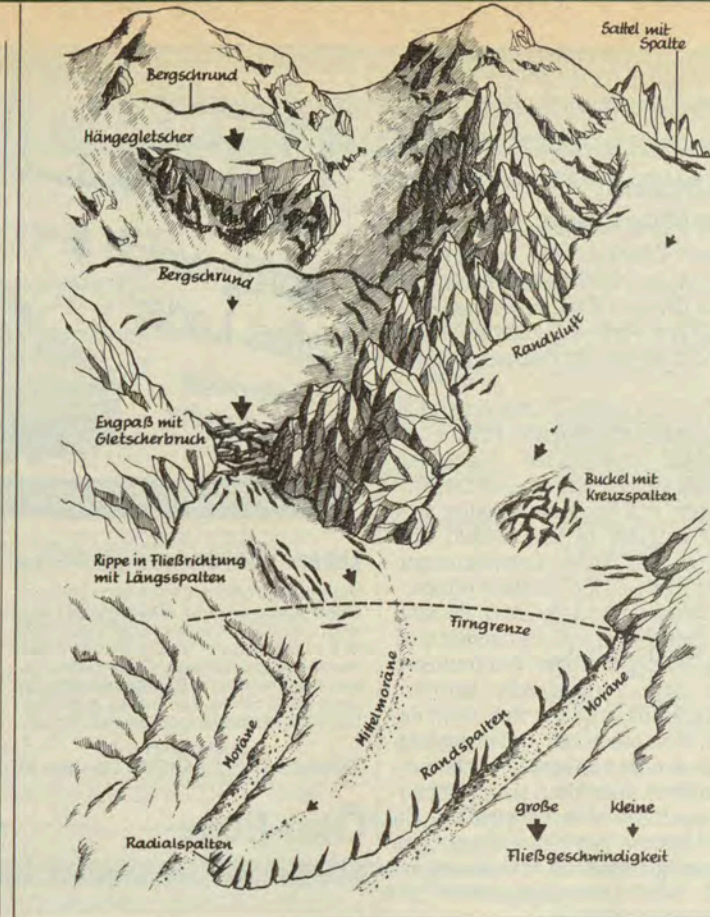 Sattel mit
Spalte
Bergschrund
Hängegletscher
Bergschrund
Randkluft
Engpaß mit
Gletscherbruch
Buckel mit
Kreuzspalten
Rippe in Fließrichtung
mit Längsspalten
Firngrenze
Mittelmoräne
Moräne
Randspalten
Moräne
Radialspalten
große kleine
Fließgeschwindigkeit